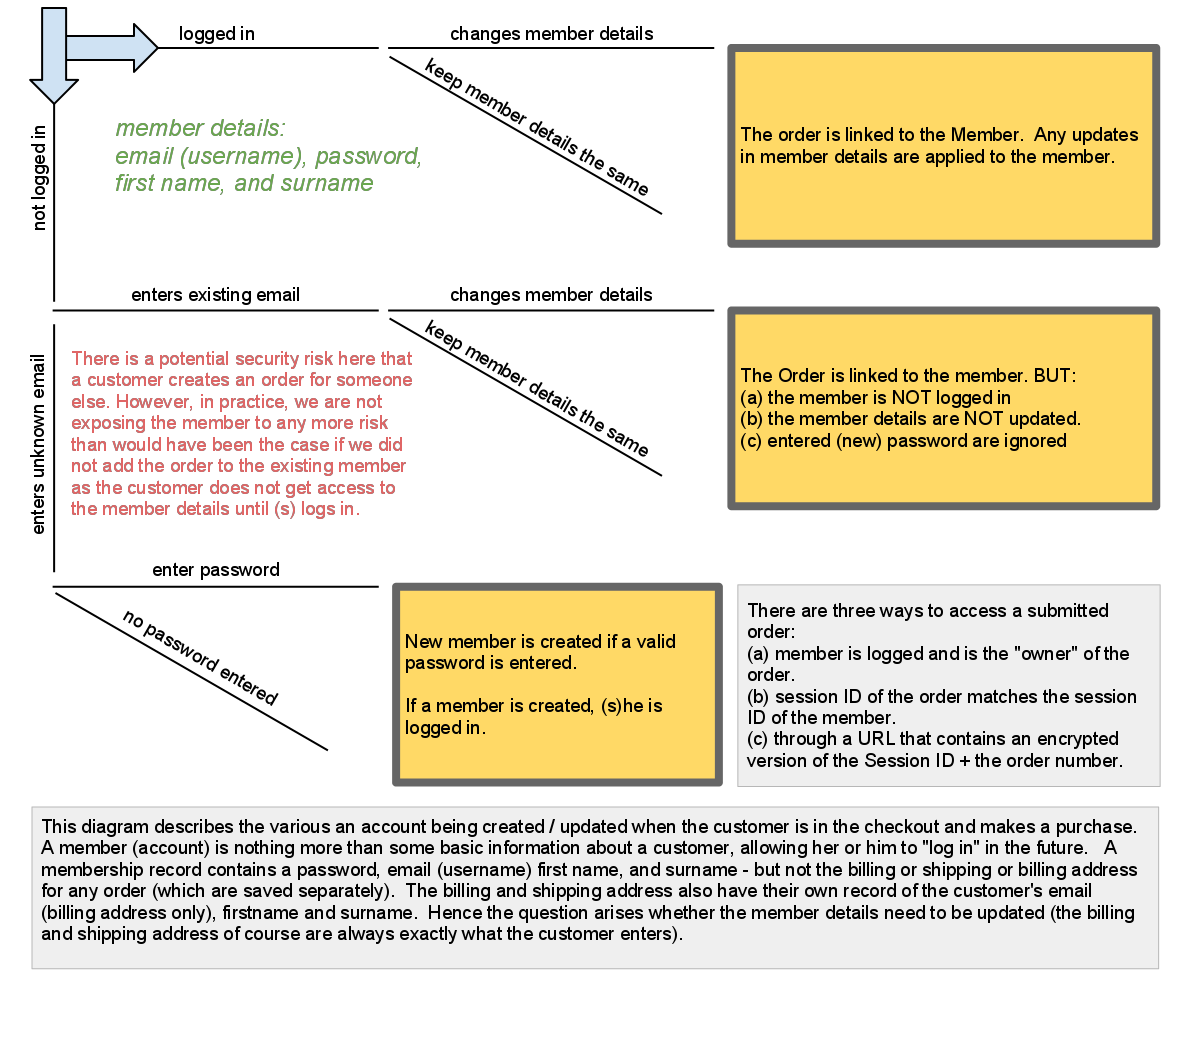 logged in
changes member details
keep member details the same
not logged in
member details:
email (username), password,
first name, and surname
The order is linked to the Member.  Any updates
in member details are applied to the member.
enters existing email
changes member details
keep member details the same
enters unknown email
There is a potential security risk here that
a customer creates an order for someone
else. However, in practice, we are not
exposing the member to any more risk
than would have been the case if we did
not add the order to the existing member
as the customer does not get access to
the member details until (s) logs in.
The Order is linked to the member. BUT:
(a) the member is NOT logged in
(b) the member details are NOT updated.
(c) entered (new) password are ignored
enter password
no password entered
New member is created if a valid
password is entered.
If a member is created, (s)he is
logged in.
There are three ways to access a submitted
order:
(a) member is logged and is the "owner" of the
order.
(b) session ID of the order matches the session
ID of the member.
(c) through a URL that contains an encrypted
version of the Session ID + the order number.
This diagram describes the various an account being created / updated when the customer is in the checkout and makes a purchase.
A member (account) is nothing more than some basic information about a customer, allowing her or him to "log in" in the future.   A
membership record contains a password,  email (username) first name, and surname - but not the billing or shipping or billing address
for any order (which are saved separately).  The billing and shipping address also have their own record of the customer's email
(billing address only), firstname and surname.  Hence the question arises whether the member details need to be updated (the billing
and shipping address of course are always exactly what the customer enters).